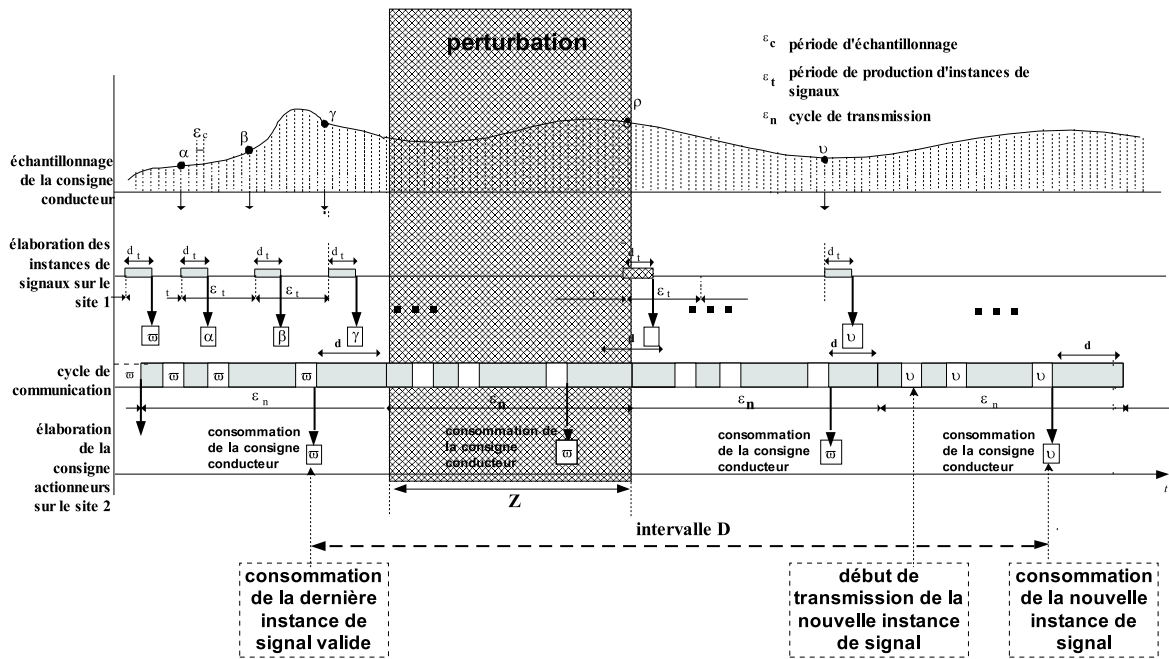 perturbation
εc période d'échantillonnage
εt période de production d'instances de
signaux
εn cycle de transmission
α
εc
β
γ
ρ
υ
échantillonnage
de la consigne
conducteur
élaboration des
instances de
signaux sur le
site 1
dt
dt
dt
dt
dt
dt
t
t
εt
εt
εt
ϖ
α
β
γ
υ
d
d
d
d
cycle de
communication
ϖ
ϖ
ϖ
ϖ
υ
υ
υ
εn
εn
εn
εn
élaboration
de la
consigne
actionneurs
sur le site 2
consommation
de la consigne
conducteur
ϖ
consommation de
la consigne
conducteur
ϖ
consommation
de la consigne
conducteur
ϖ
consommation
de la consigne
conducteur
υ
t
Z
intervalle D
consommation
de la dernière
instance de
signal valide
début de
transmission de la
nouvelle instance
de signal
consommation
de la nouvelle
instance de
signal